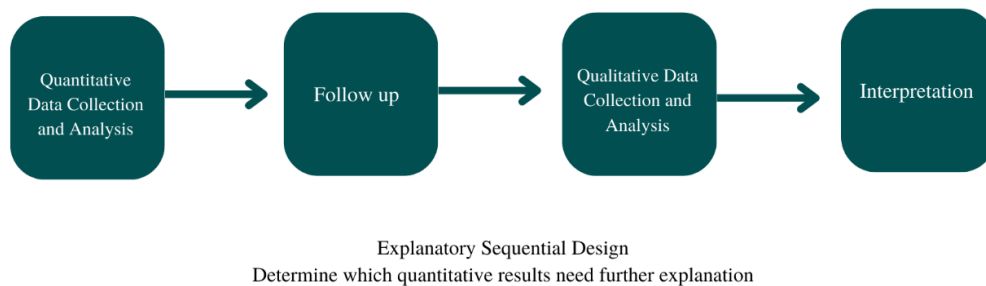 Quantitative
Data Collection
and Analysis
Follow up
Qualitative Data
Collection and
Analysis
Interpretation
Explanatory Sequential Design
Determine which quantitative results need further explanation